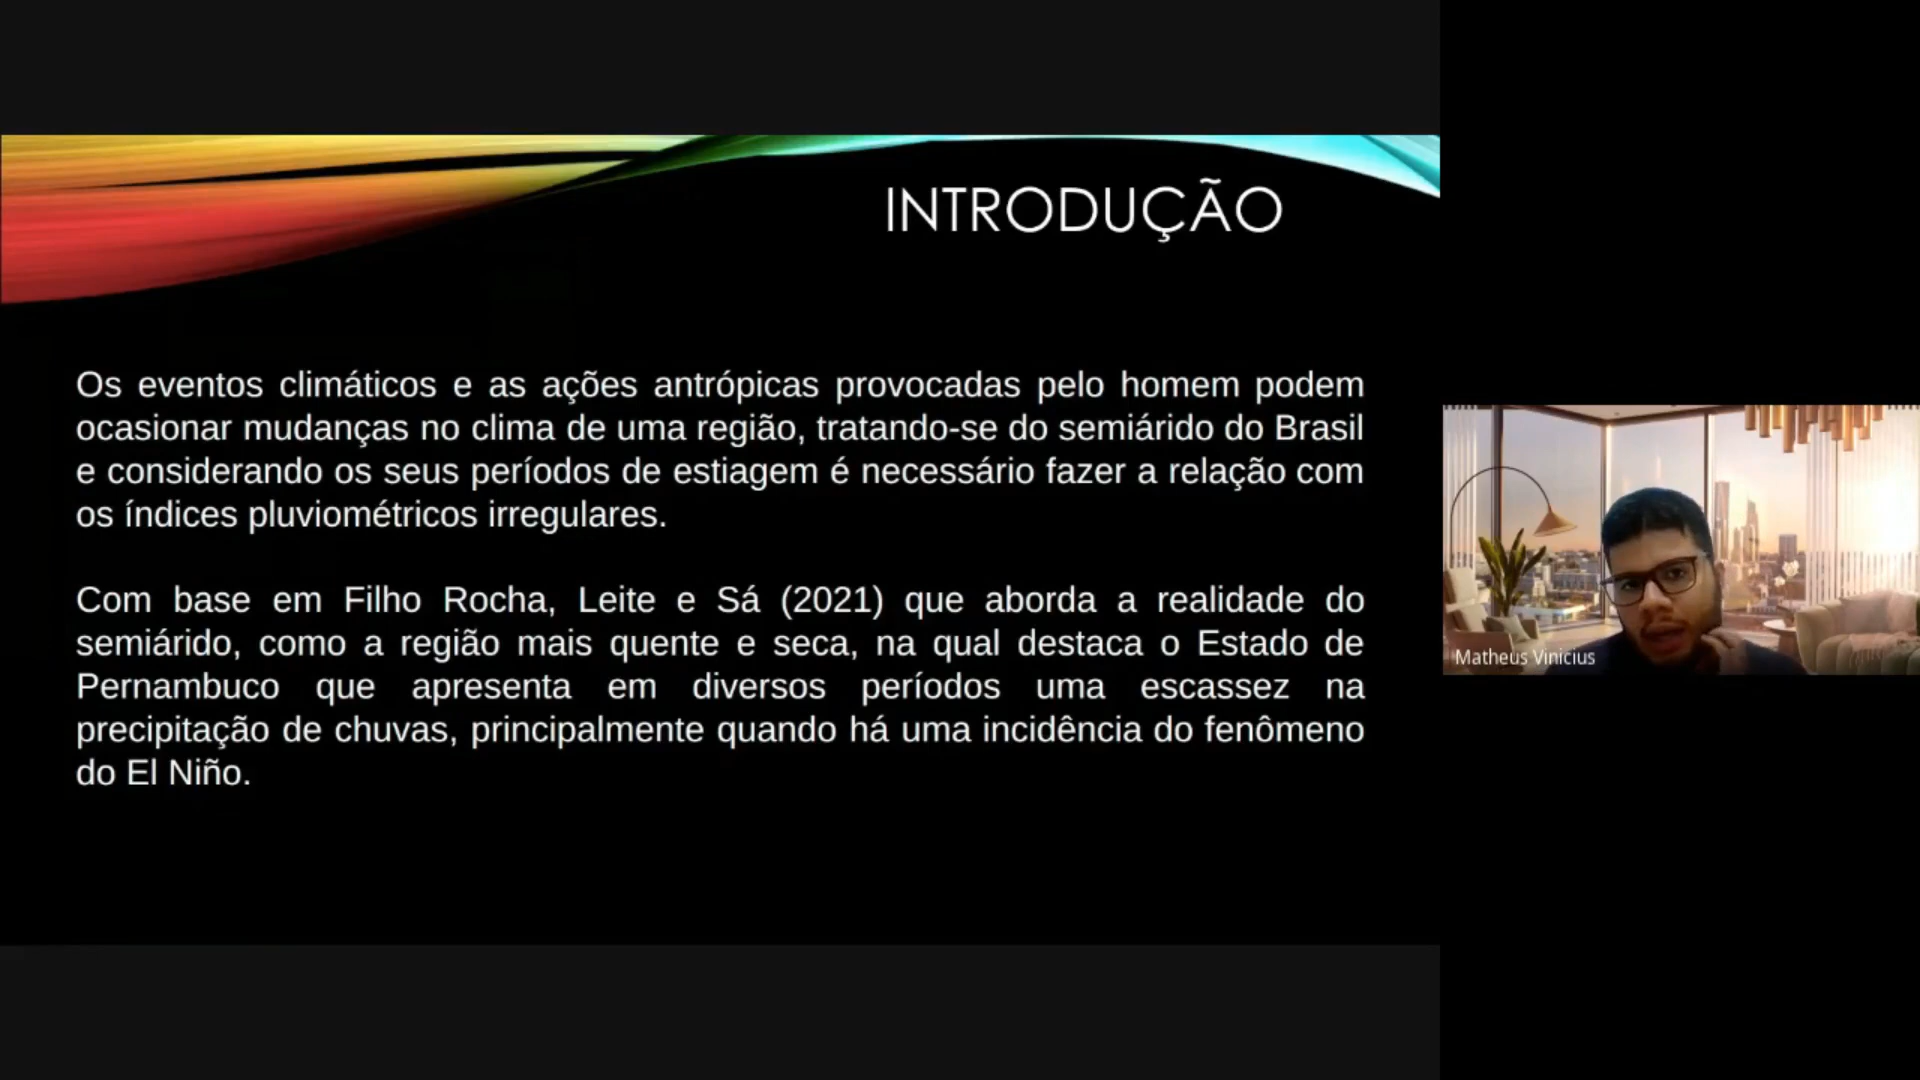 INTRODUÇÃO
Os eventos climáticos e as ações antrópicas provocadas pelo homem podem
ocasionar mudanças no clima de uma região, tratando-se do semiárido do Brasil
e considerando os seus períodos de estiagem é necessário fazer a relação com
os índices pluviométricos irregulares.
Com base em Filho Rocha, Leite e Sá (2021) que aborda a realidade do
semiárido, como a região mais quente e seca, na qual destaca o Estado de
Pernambuco que apresenta em diversos períodos uma escassez na
precipitação de chuvas, principalmente quando há uma incidência do fenômeno
do El Niño.
Matheus Vinicius